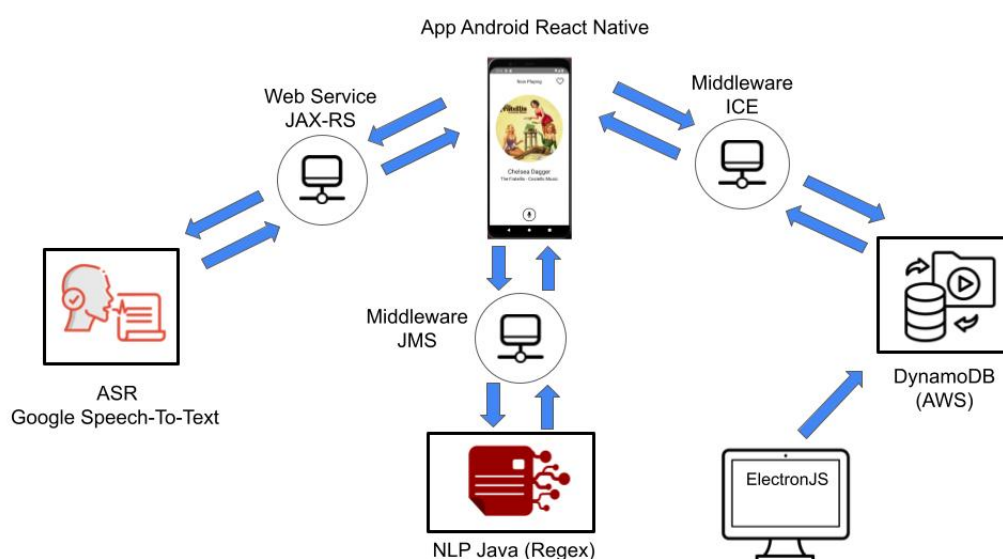 App Android React Native
Web Service
JAX-RS
Middleware
ICE
Now Playing
Chelsea Dagger
The Fratellis - Costello Music
Middleware
JMS
ASR
Google Speech-To-Text
DynamoDB
(AWS)
ElectronJS
NLP Java (Regex)